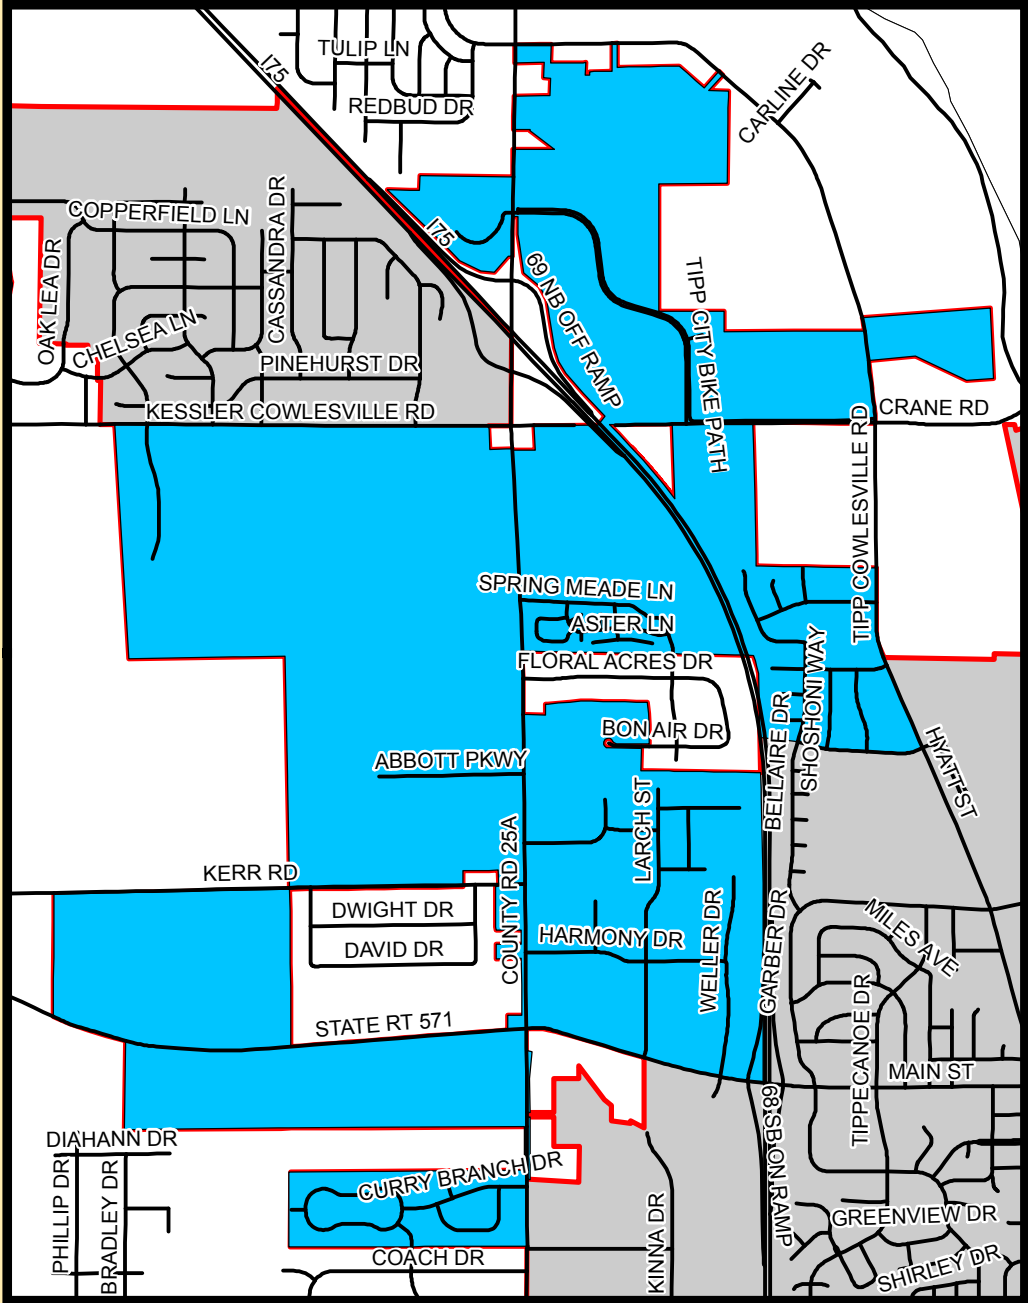 TULIP LN
I75
REDBUD DR
CARLINE DR
COPPERFIELD LN
CASSANDRA DR
I75
OAK LEA DR
69 NB OFF RAMP
TIPP CITY BIKE PATH
CHELSEA LN
PINEHURST DR
KESSLER COWLESVILLE RD
CRANE RD
TIPP COWLESVILLE RD
SPRING MEADE LN
ASTER LN
FLORAL ACRES DR
SHOSHONI WAY
BELLAIRE DR
BON AIR DR
HYATT ST
ABBOTT PKWY
LARCH ST
COUNTY RD 25A
KERR RD
DWIGHT DR
DAVID DR
HARMONY DR
WELLER DR
GARBER DR
MILES AVE
STATE RT 571
TIPPECANOE DR
MAIN ST
68 SB ON RAMP
DIAHANN DR
PHILLIP DR
BRADLEY DR
CURRY BRANCH DR
KINNA DR
GREENVIEW DR
COACH DR
SHIRLEY DR